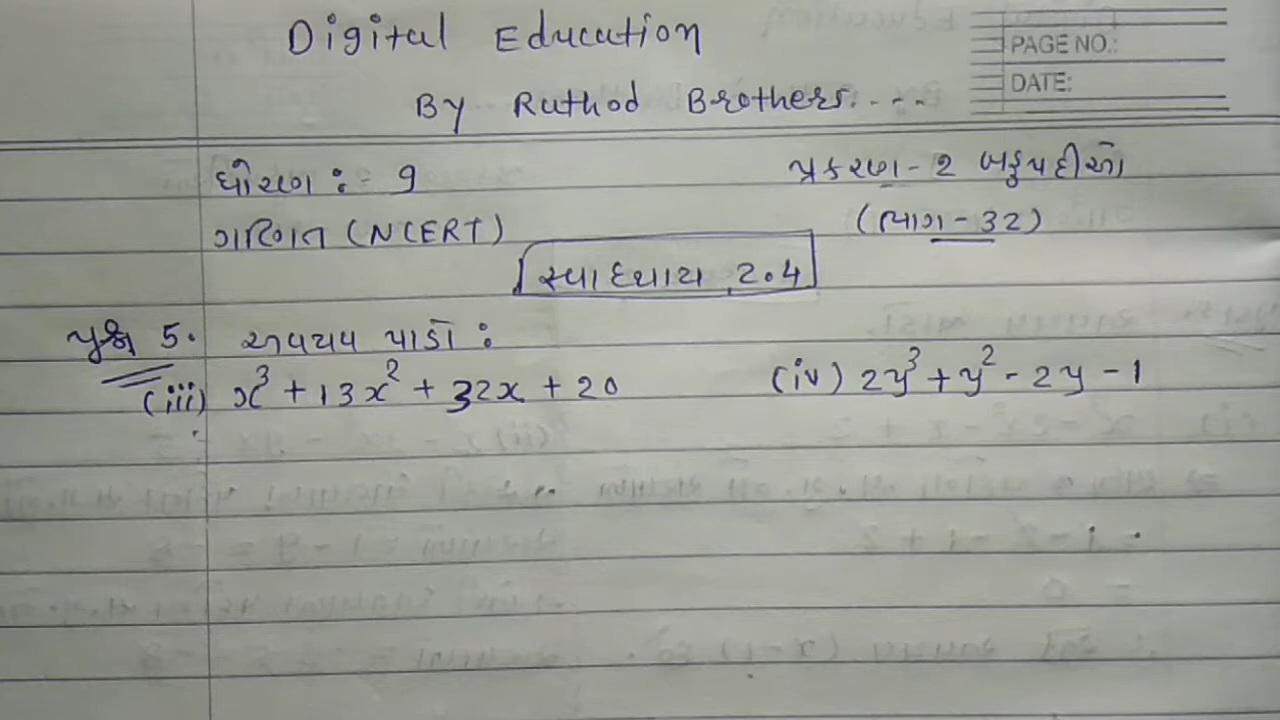 Digital Education
PAGE NO.:
By Rathod Brothers....
DATE:
ધોરણ :- 9
પ્રકરણ - 2 બહુપદીઓ
ગણિત (NCERT)
(ભાગ - 32)
સ્વાધ્યાય 2.4
પ્રશ્ન 5. અવયવ પાડો :
(iii) x³ + 13x² + 32x + 20
(iv) 2y³ + y² - 2y - 1